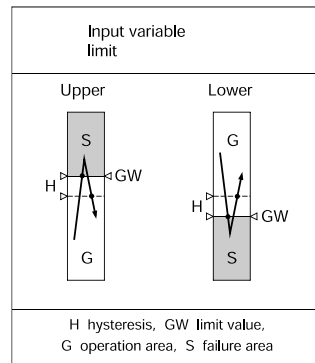 Input variable
limit
Upper
Lower
S
G
H
GW
H
GW
G
S
H hysteresis, GW limit value,
G operation area, S failure area